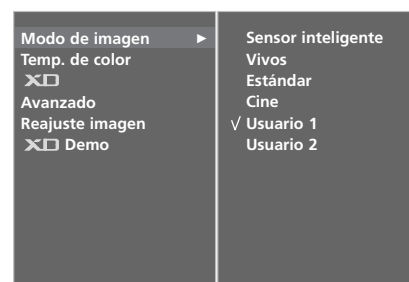 Modo de imagen ►
Temp. de color
XD
Avanzado
Reajuste imagen
XD Demo
Sensor inteligente
Vivos
Estándar
Cine
√ Usuario 1
Usuario 2